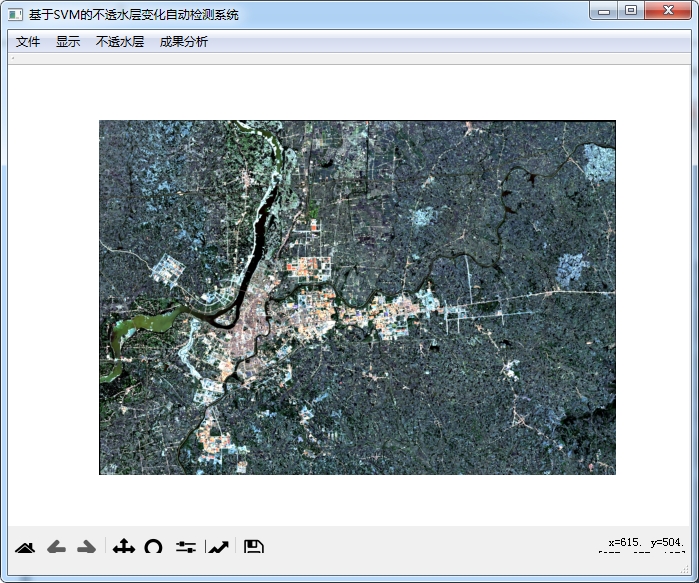 基于SVM的不透水层变化自动检测系统
文件 显示 不透水层 成果分析
x=615. y=504.